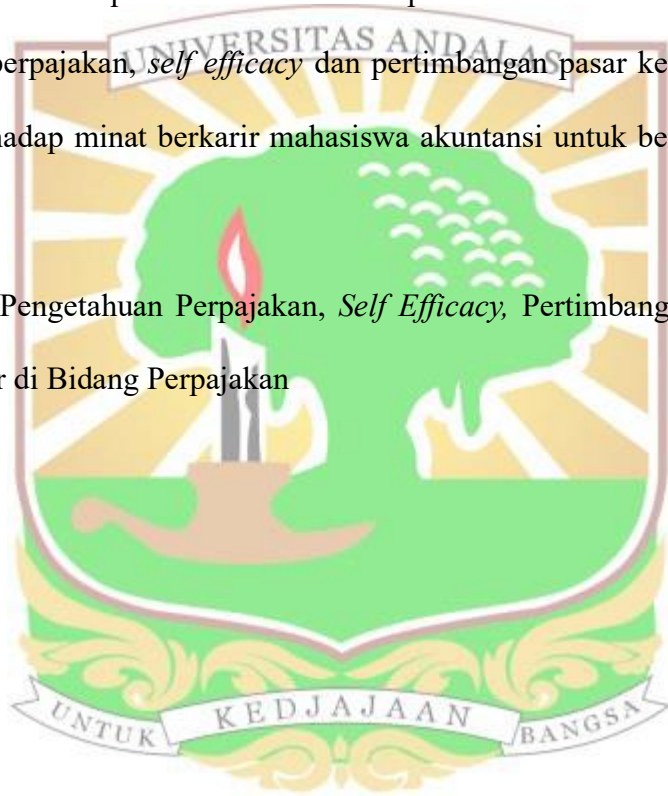 UNIVERSITAS ANDALAS
perpajakan, self efficacy dan pertimbangan pasar ke
hadap minat berkarir mahasiswa akuntansi untuk be
Pengetahuan Perpajakan, Self Efficacy, Pertimbang
r di Bidang Perpajakan
UNTUK KEDJAJAAN BANGSA